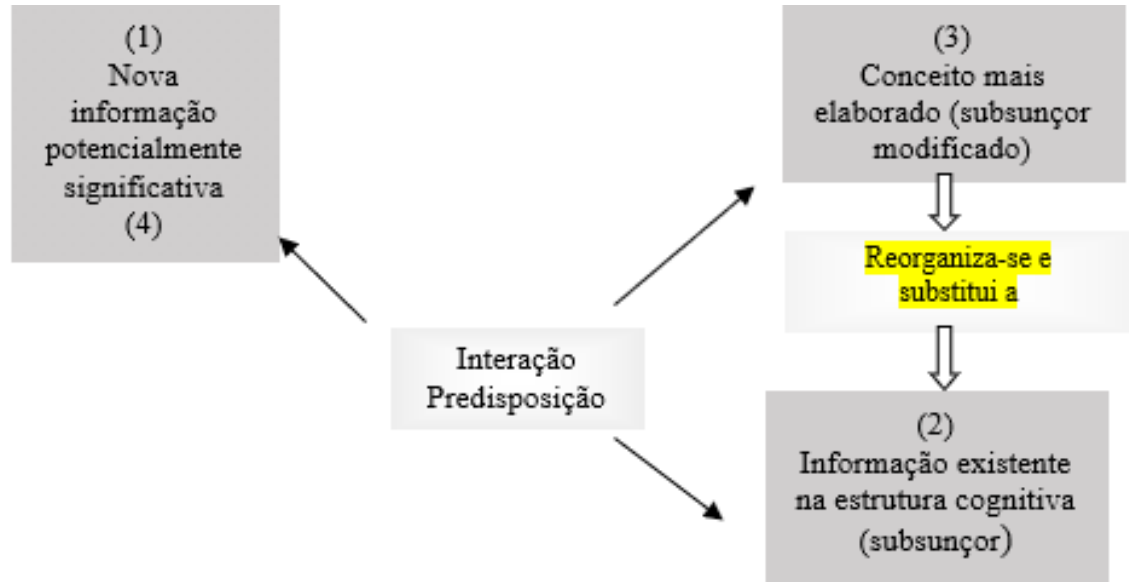 (1)
Nova
informação
potencialmente
significativa
(4)
(3)
Conceito mais
elaborado (subsunçor
modificado)
Reorganiza-se e
substitui a
Interação
Predisposição
(2)
Informação existente
na estrutura cognitiva
(subsunçor)